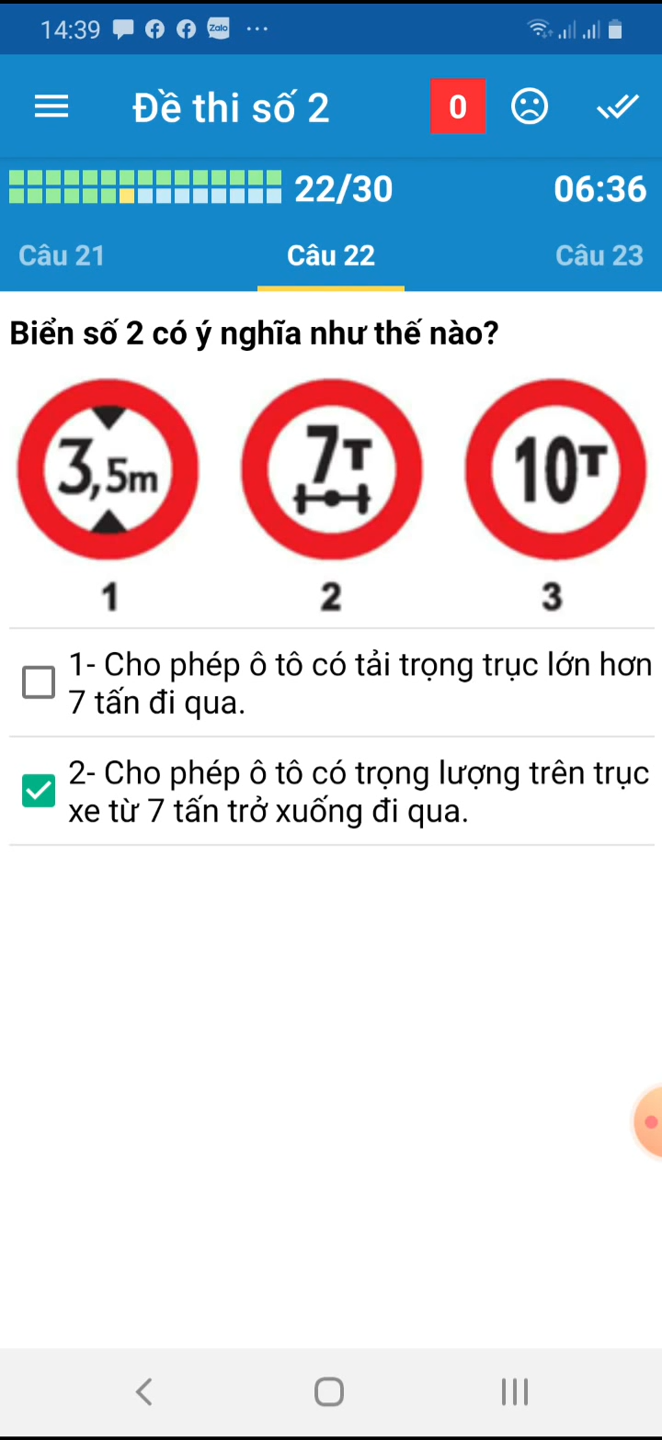 14:39 Zalo ...
Đề thi số 2 0
22/30 06:36
Câu 21 Câu 22 Câu 23
Biển số 2 có ý nghĩa như thế nào?
3,5m 7T 10T
1 2 3
1- Cho phép ô tô có tải trọng trục lớn hơn
7 tấn đi qua.
2- Cho phép ô tô có trọng lượng trên trục
xe từ 7 tấn trở xuống đi qua.